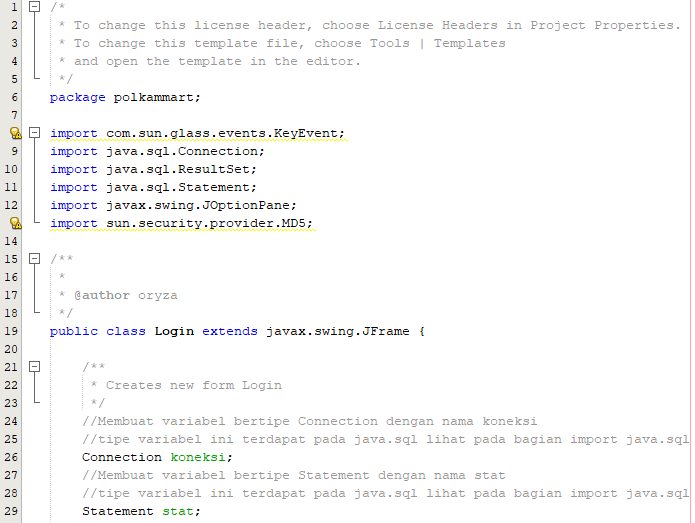 1 /*
2 * To change this license header, choose License Headers in Project Properties.
3 * To change this template file, choose Tools | Templates
4 * and open the template in the editor.
5 */
6 package polkammart;
7
import com.sun.glass.events.KeyEvent;
9 import java.sql.Connection;
10 import java.sql.ResultSet;
11 import java.sql.Statement;
12 import javax.swing.JOptionPane;
import sun.security.provider.MD5;
14
15 /**
16 *
17 * @author oryza
18 */
19 public class Login extends javax.swing.JFrame {
20
21 /**
22 * Creates new form Login
23 */
24 //Membuat variabel bertipe Connection dengan nama koneksi
25 //tipe variabel ini terdapat pada java.sql lihat pada bagian import java.sql
26 Connection koneksi;
27 //Membuat variabel bertipe Statement dengan nama stat
28 //tipe variabel ini terdapat pada java.sql lihat pada bagian import java.sql
29 Statement stat;